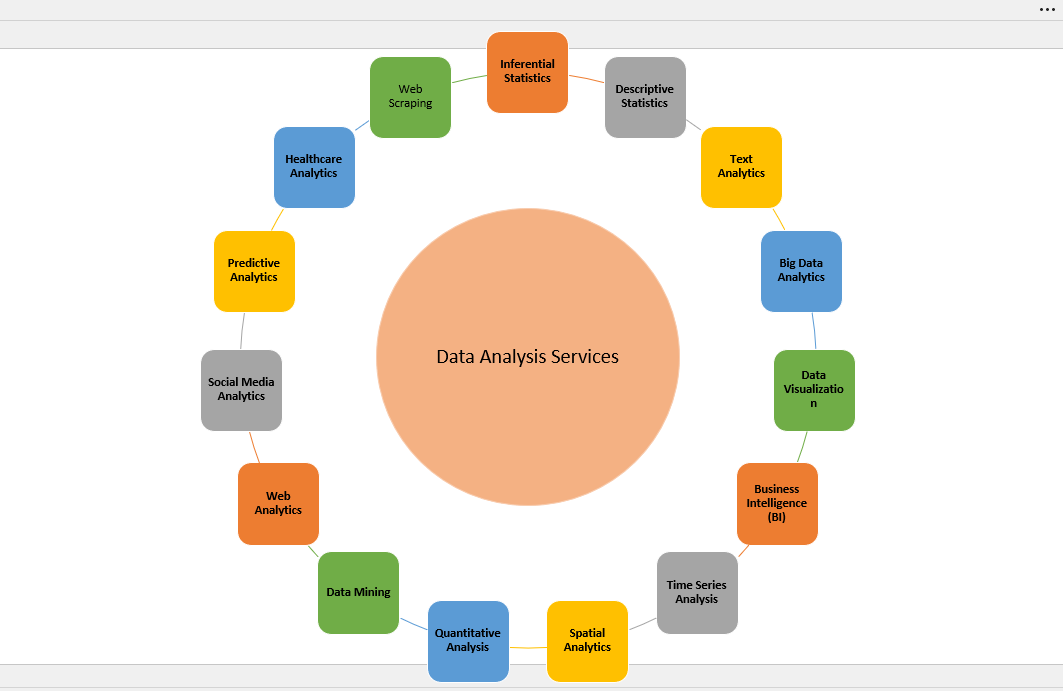 Inferential
Statistics
Descriptive
Statistics
Text
Analytics
Big Data
Analytics
Data
Visualizatio
n
Business
Intelligence
(BI)
Time Series
Analysis
Spatial
Analytics
Quantitative
Analysis
Data Mining
Web
Analytics
Social Media
Analytics
Predictive
Analytics
Healthcare
Analytics
Web
Scraping
Data Analysis Services